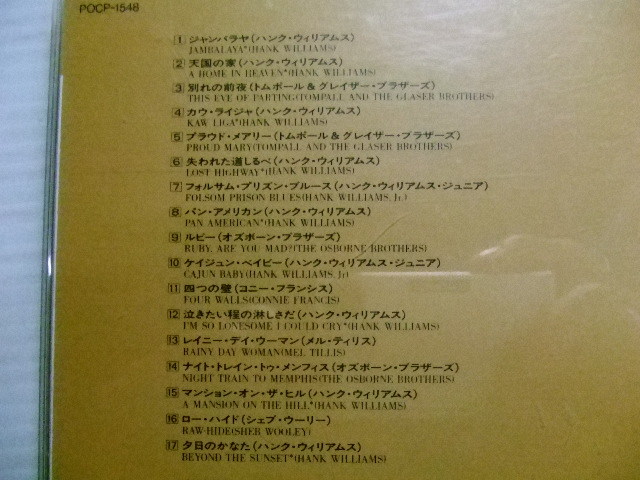 POCP-1548
1 ジャンバラヤ(ハンク・ウィリアムス)
JAMBALAYA*(HANK WILLIAMS)
2 天国の家(ハンク・ウィリアムス)
A HOME IN HEAVEN*(HANK WILLIAMS)
3 別れの前夜(トムポール&グレイザー・ブラザーズ)
THIS EVE OF PARTING(TOMPALL AND THE GLASER BROTHERS)
4 カウ・ライジャ(ハンク・ウィリアムス)
KAW LIGA*(HANK WILLIAMS)
5 プラウド・メアリー(トムポール&グレイザー・ブラザーズ)
PROUD MARY(TOMPALL AND THE GLASER BROTHERS)
6 失われた道しるべ(ハンク・ウィリアムス)
LOST HIGHWAY*(HANK WILLIAMS)
7 フォルサム・プリズン・ブルース(ハンク・ウィリアムス・ジュニア)
FOLSOM PRISON BLUES(HANK WILLIAMS, Jr.)
8 パン・アメリカン(ハンク・ウィリアムス)
PAN AMERICAN*(HANK WILLIAMS)
9 ルビー(オズボーン・ブラザーズ)
RUBY, ARE YOU MAD?(THE OSBORNE BROTHERS)
10 ケイジュン・ベイビー(ハンク・ウィリアムス・ジュニア)
CAJUN BABY(HANK WILLIAMS, Jr)
11 四つの壁(コニー・フランシス)
FOUR WALLS(CONNIE FRANCIS)
12 泣きたい程の淋しさだ(ハンク・ウィリアムス)
I'M SO LONESOME I COULD CRY*(HANK WILLIAMS)
13 レイニー・デイ・ウーマン(メル・ティリス)
RAINY DAY WOMAN(MEL TILLIS)
14 ナイト・トレイン・トゥ・メンフィス(オズボーン・ブラザーズ)
NIGHT TRAIN TO MEMPHIS(THE OSBORNE BROTHERS)
15 マンション・オン・ザ・ヒル(ハンク・ウィリアムス)
A MANSION ON THE HILL*(HANK WILLIAMS)
16 ロー・ハイド(シェブ・ウーリー)
RAW-HIDE(SHEB WOOLEY)
17 夕日のかなた(ハンク・ウィリアムス)
BEYOND THE SUNSET*(HANK WILLIAMS)